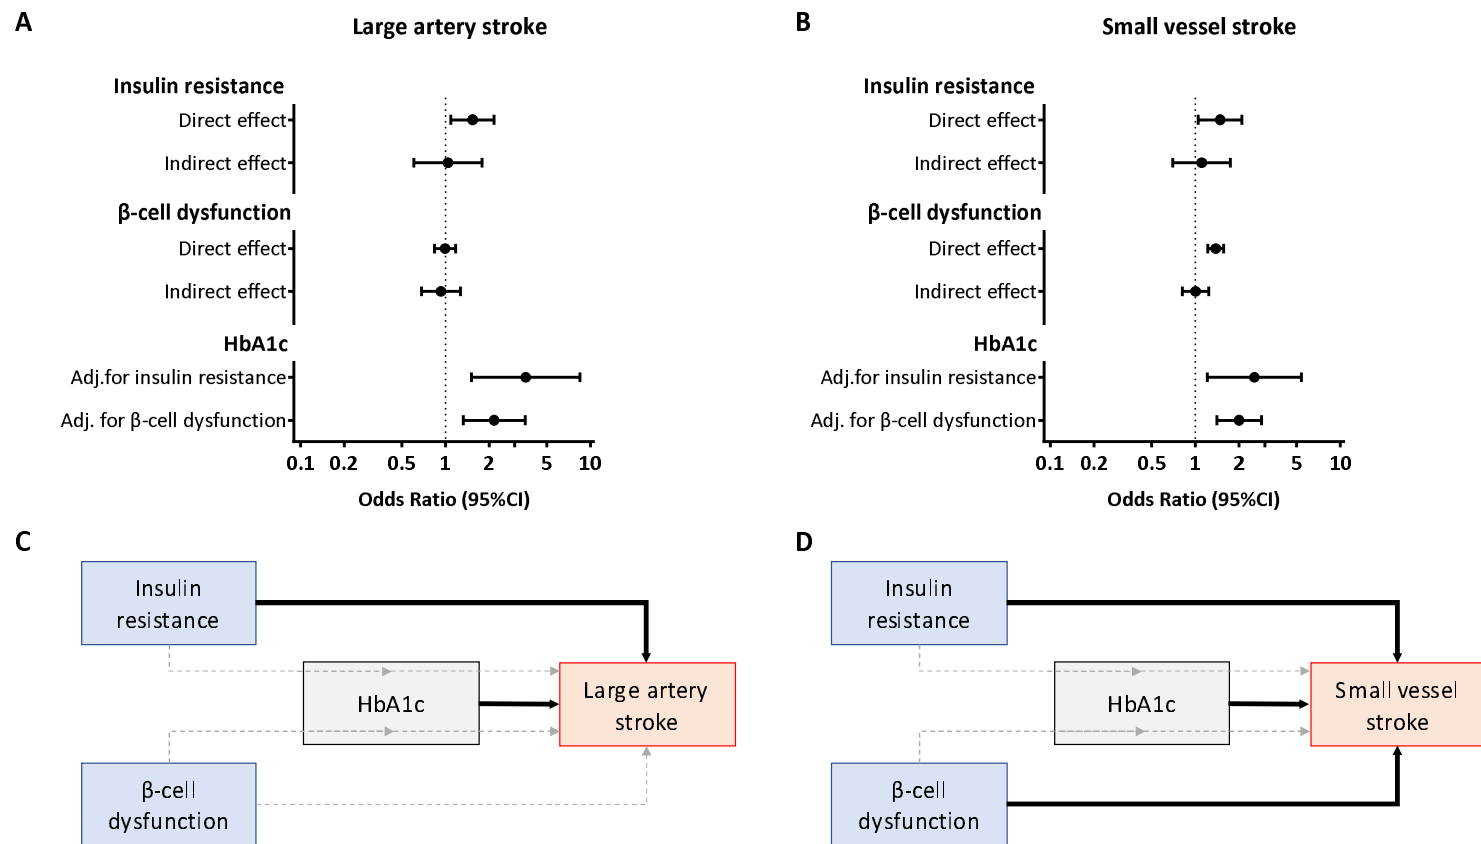 A
Large artery stroke
Insulin resistance
Direct effect
Indirect effect
β-cell dysfunction
Direct effect
Indirect effect
HbA1c
Adj.for insulin resistance
Adj. for β-cell dysfunction
0.1 0.2 0.5 1 2 5 10
Odds Ratio (95%CI)
B
Small vessel stroke
Insulin resistance
Direct effect
Indirect effect
β-cell dysfunction
Direct effect
Indirect effect
HbA1c
Adj.for insulin resistance
Adj. for β-cell dysfunction
0.1 0.2 0.5 1 2 5 10
Odds Ratio (95%CI)
C
Insulin
resistance
HbA1c
Large artery
stroke
β-cell
dysfunction
D
Insulin
resistance
HbA1c
Small vessel
stroke
β-cell
dysfunction